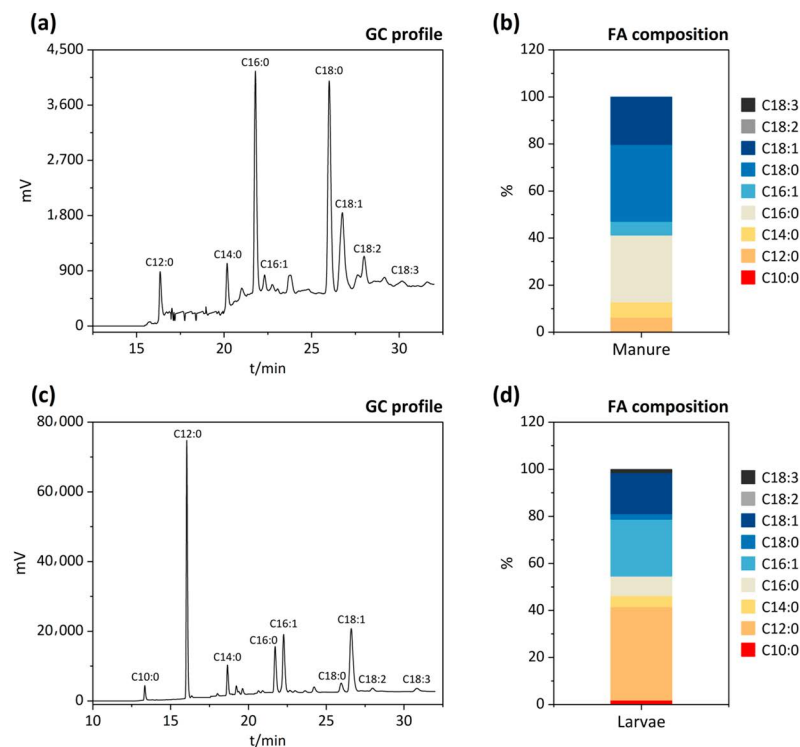 (a)
GC profile
4,500
3,600
2,700
1,800
900
0
mV
C12:0
C14:0
C16:0
C16:1
C18:0
C18:1
C18:2
C18:3
15
20
25
30
t/min
(b)
FA composition
120
100
80
60
40
20
0
%
Manure
C18:3
C18:2
C18:1
C18:0
C16:1
C16:0
C14:0
C12:0
C10:0
(c)
GC profile
80,000
60,000
40,000
20,000
0
mV
C10:0
C12:0
C14:0
C16:0
C16:1
C18:0
C18:1
C18:2
C18:3
10
15
20
25
30
t/min
(d)
FA composition
120
100
80
60
40
20
0
%
Larvae
C18:3
C18:2
C18:1
C18:0
C16:1
C16:0
C14:0
C12:0
C10:0